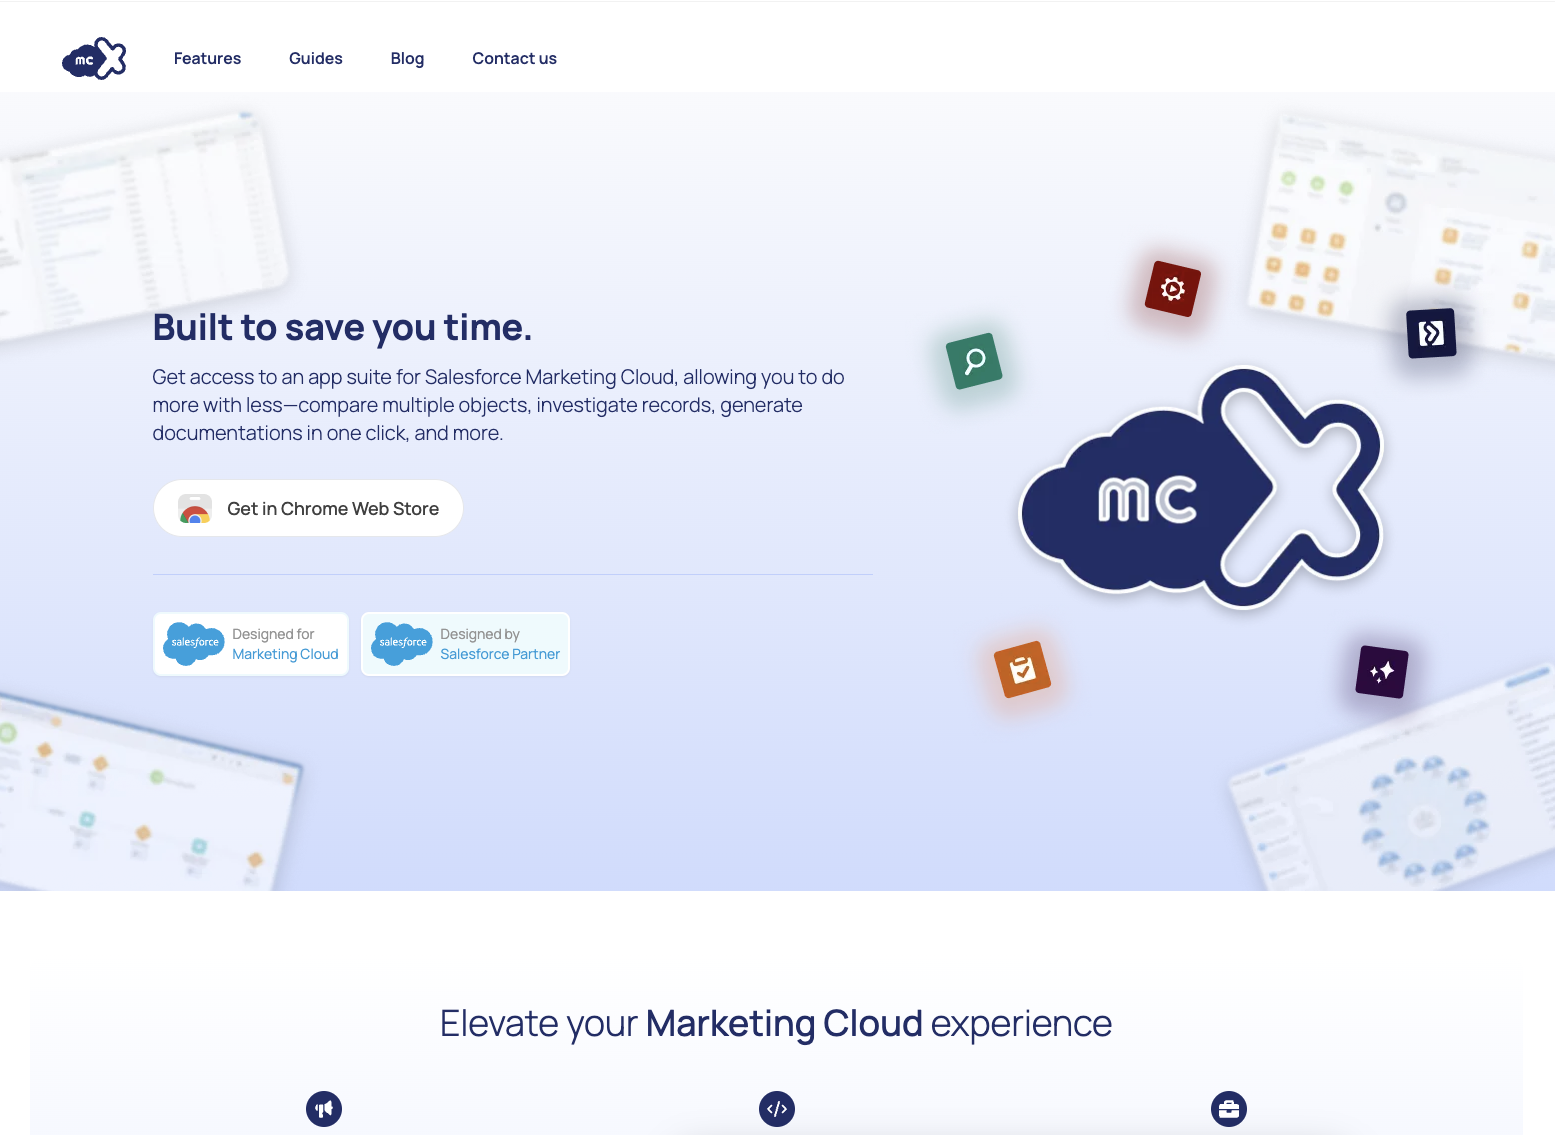 mc
Features
Guides
Blog
Contact us
Built to save you time.
Get access to an app suite for Salesforce Marketing Cloud, allowing you to do
more with less—compare multiple objects, investigate records, generate
documentations in one click, and more.
Get in Chrome Web Store
salesforce
Designed for
Marketing Cloud
salesforce
Designed by
Salesforce Partner
mc
Elevate your Marketing Cloud experience